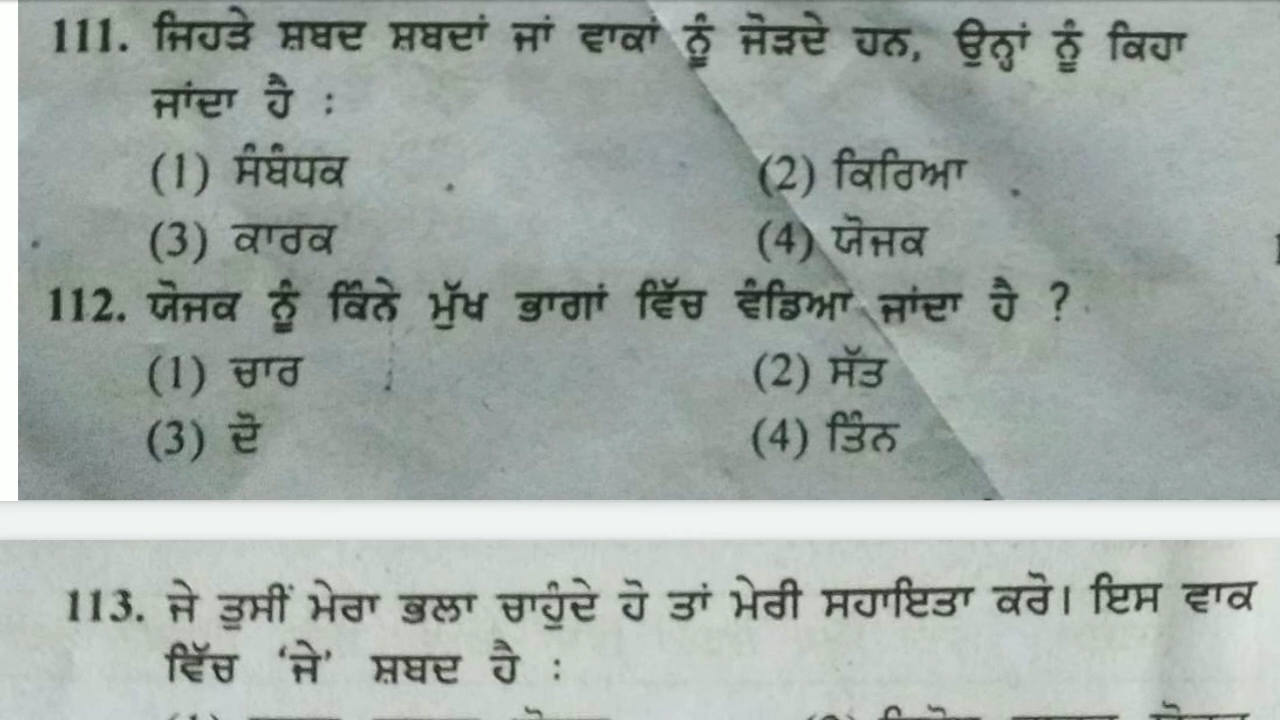 111. ਜਿਹੜੇ ਸ਼ਬਦ ਸ਼ਬਦਾਂ ਜਾਂ ਵਾਕਾਂ ਨੂੰ ਜੋੜਦੇ ਹਨ, ਉਨ੍ਹਾਂ ਨੂੰ ਕਿਹਾ
ਜਾਂਦਾ ਹੈ :
(1) ਸੰਬੰਧਕ (2) ਕਿਰਿਆ
(3) ਕਾਰਕ (4) ਯੋਜਕ
112. ਯੋਜਕ ਨੂੰ ਕਿੰਨੇ ਮੁੱਖ ਭਾਗਾਂ ਵਿੱਚ ਵੰਡਿਆ ਜਾਂਦਾ ਹੈ ?
(1) ਚਾਰ (2) ਸੱਤ
(3) ਦੋ (4) ਤਿੰਨ
113. ਜੇ ਤੁਸੀਂ ਮੇਰਾ ਭਲਾ ਚਾਹੁੰਦੇ ਹੋ ਤਾਂ ਮੇਰੀ ਸਹਾਇਤਾ ਕਰੋ। ਇਸ ਵਾਕ
ਵਿੱਚ 'ਜੇ' ਸ਼ਬਦ ਹੈ :